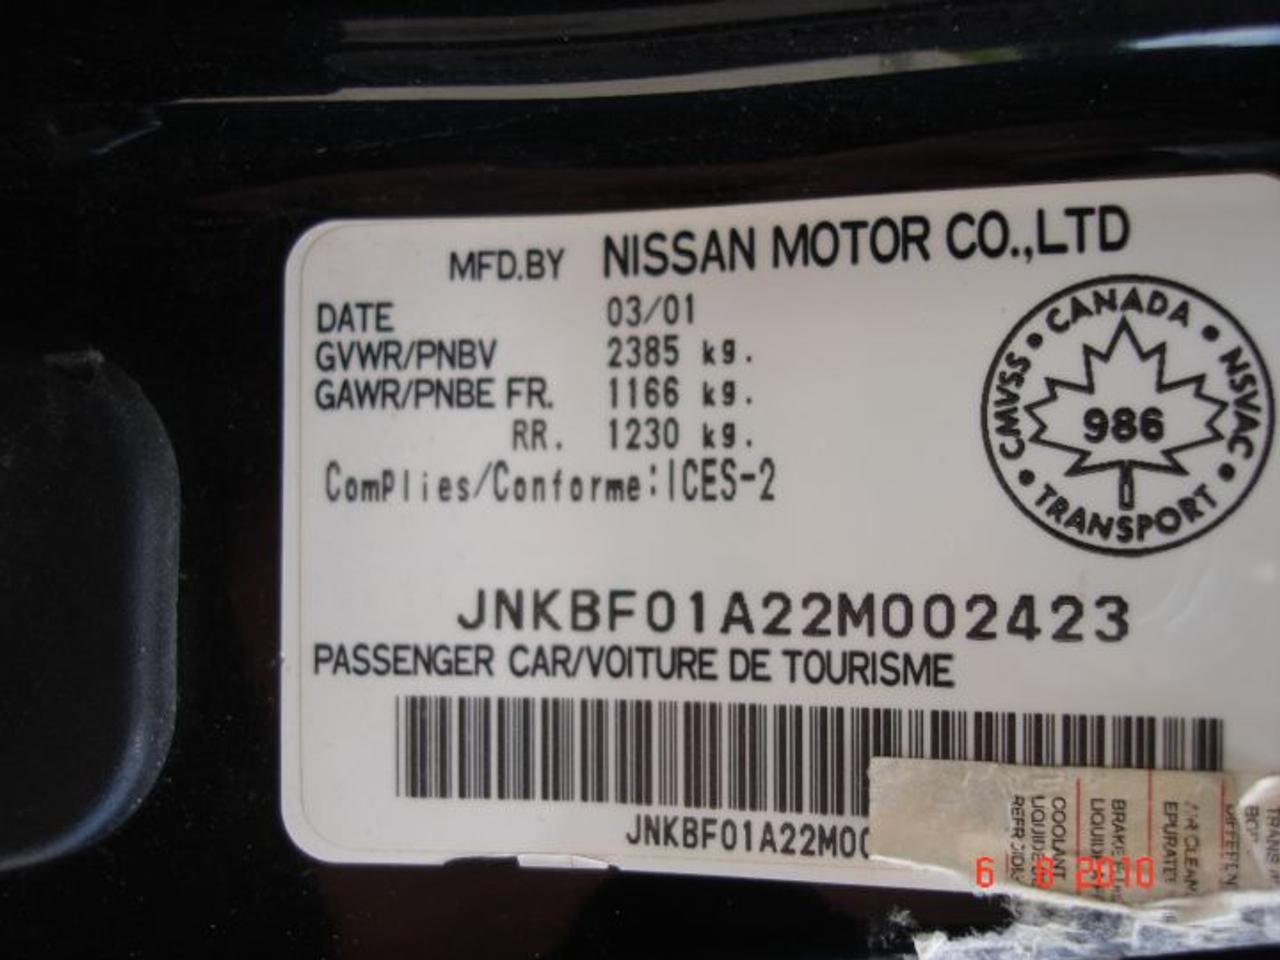 MFD.BY NISSAN MOTOR CO.,LTD
DATE 03/01
GVWR/PNBV 2385 kg.
GAWR/PNBE FR. 1166 kg.
RR. 1230 kg.
ComPlies/Conforme:ICES-2
CANADA
CMVSS
NSVAC
986
TRANSPORT
JNKBF01A22M002423
PASSENGER CAR/VOITURE DE TOURISME
JNKBF01A22M00
COOLANT
BRAKE
EPURATE
6 8 2010